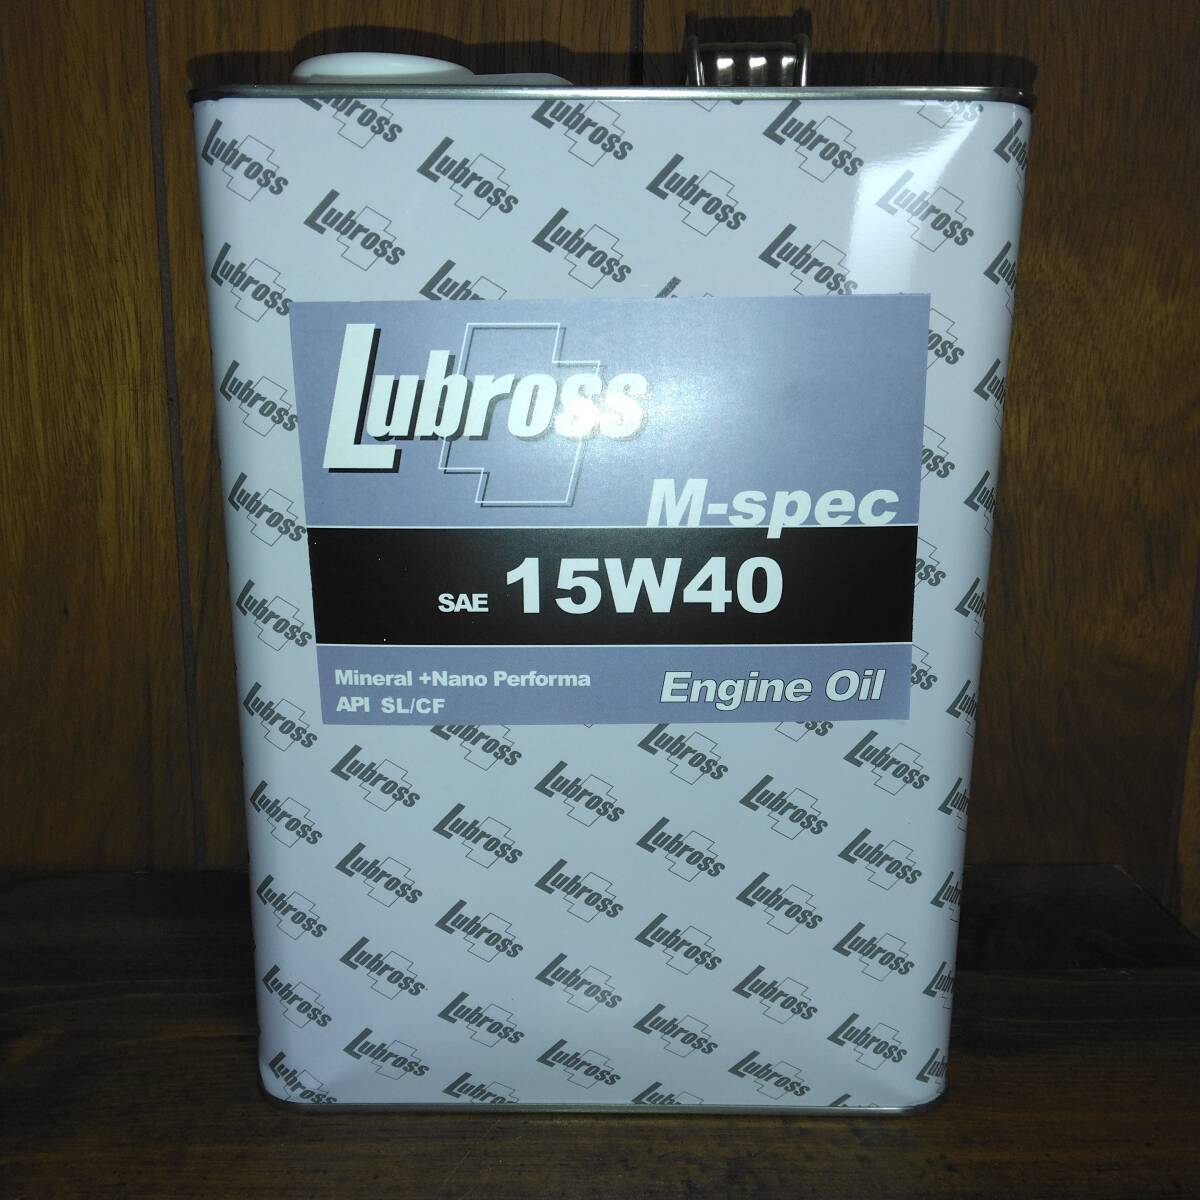 Lubross
M-spec
SAE 15W40
Mineral +Nano Performa
API SL/CF
Engine Oil